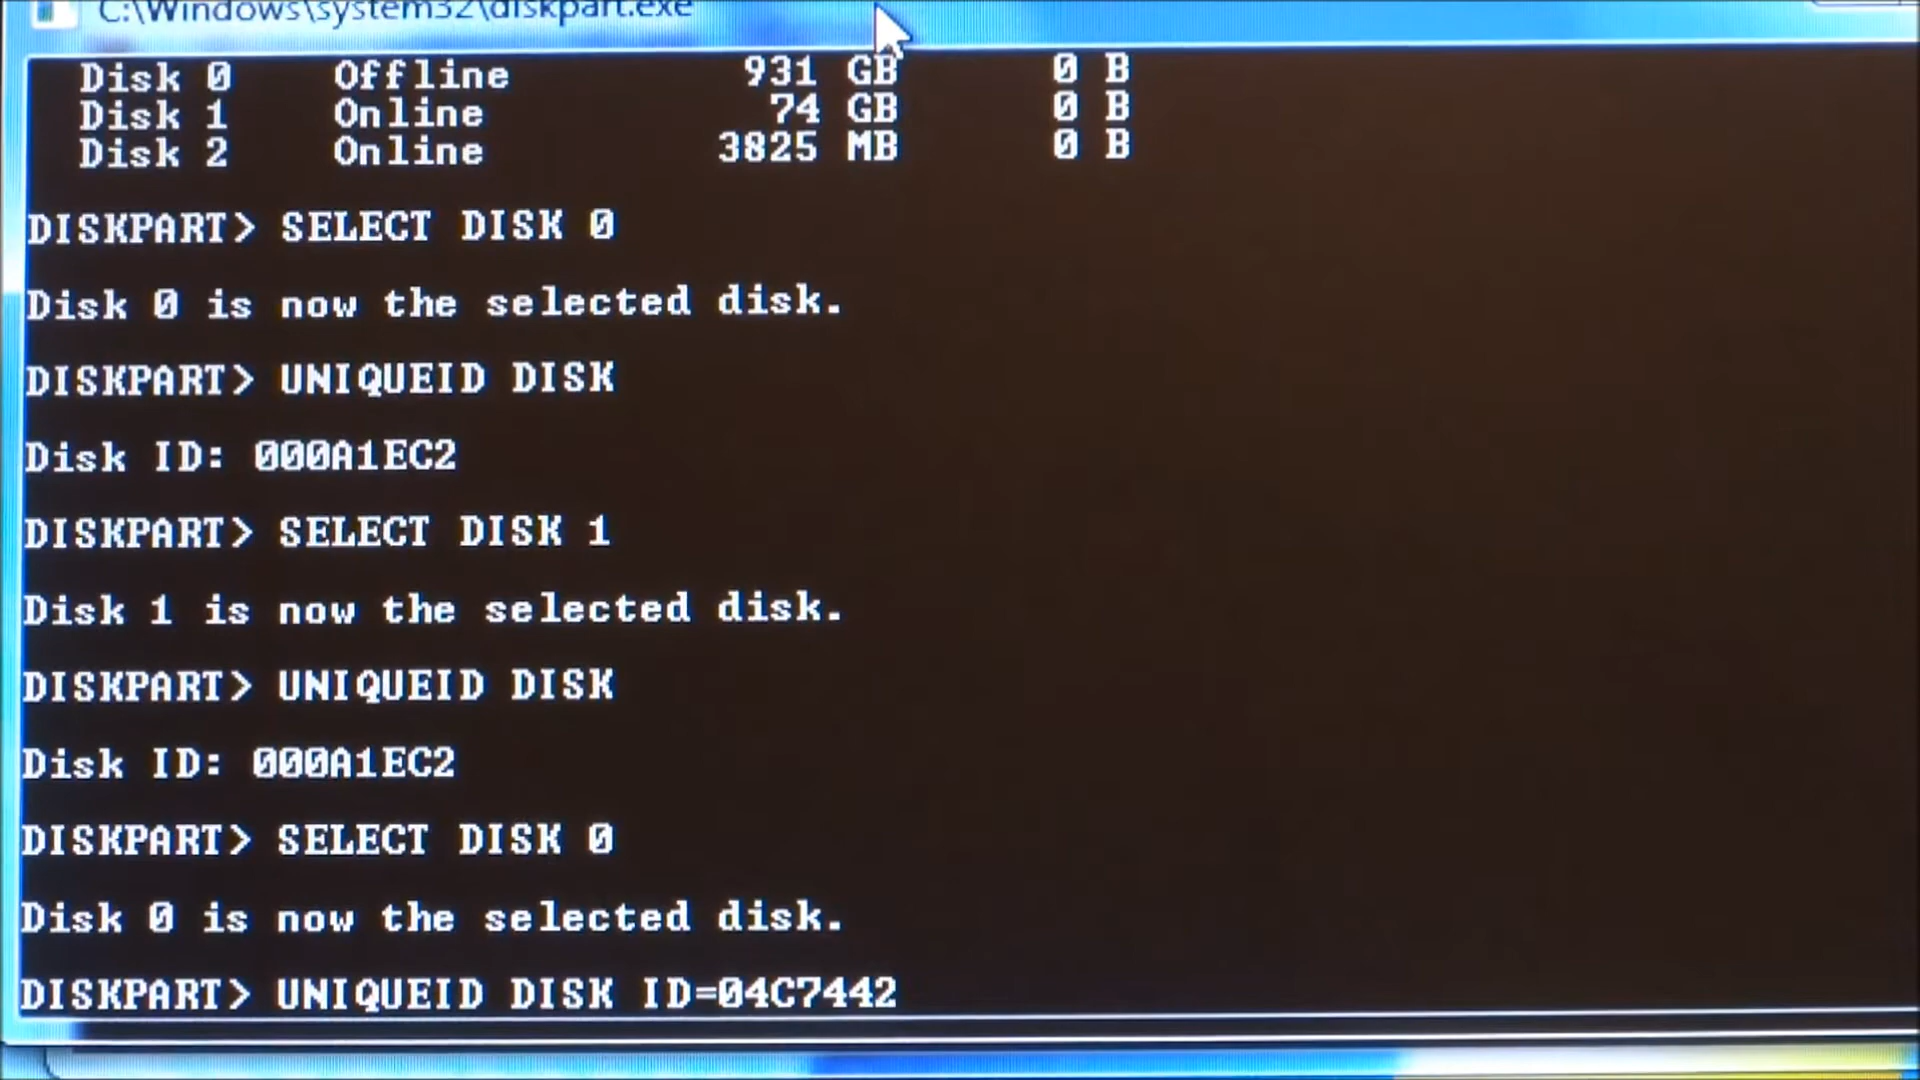 C:\Windows\system32\diskpart.exe
Disk 0 Offline 931 GB 0 B
Disk 1 Online 74 GB 0 B
Disk 2 Online 3825 MB 0 B
DISKPART> SELECT DISK 0
Disk 0 is now the selected disk.
DISKPART> UNIQUEID DISK
Disk ID: 000A1EC2
DISKPART> SELECT DISK 1
Disk 1 is now the selected disk.
DISKPART> UNIQUEID DISK
Disk ID: 000A1EC2
DISKPART> SELECT DISK 0
Disk 0 is now the selected disk.
DISKPART> UNIQUEID DISK ID=04C7442